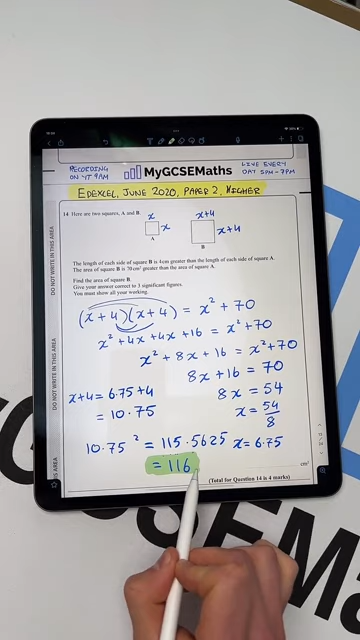 RECORDING ON YT 9AM
MyGCSEMaths
LIVE EVERY DAY 5PM-7PM
EDEXCEL, JUNE 2020, PAPER 2, HIGHER
DO NOT WRITE IN THIS AREA
14 Here are two squares, A and B.
x
x
A
x+4
x+4
B
The length of each side of square B is 4 cm greater than the length of each side of square A.
The area of square B is 70 cm² greater than the area of square A.
Find the area of square B.
Give your answer correct to 3 significant figures.
You must show all your working.
(x+4)(x+4) = x² + 70
x² + 4x + 4x + 16 = x² + 70
x² + 8x + 16 = x² + 70
8x + 16 = 70
8x = 54
x = 54/8
x = 6.75
x+4 = 6.75 + 4
= 10.75
10.75² = 115.5625
= 116
cm²
(Total for Question 14 is 4 marks)
DO NOT WRITE IN THIS AREA